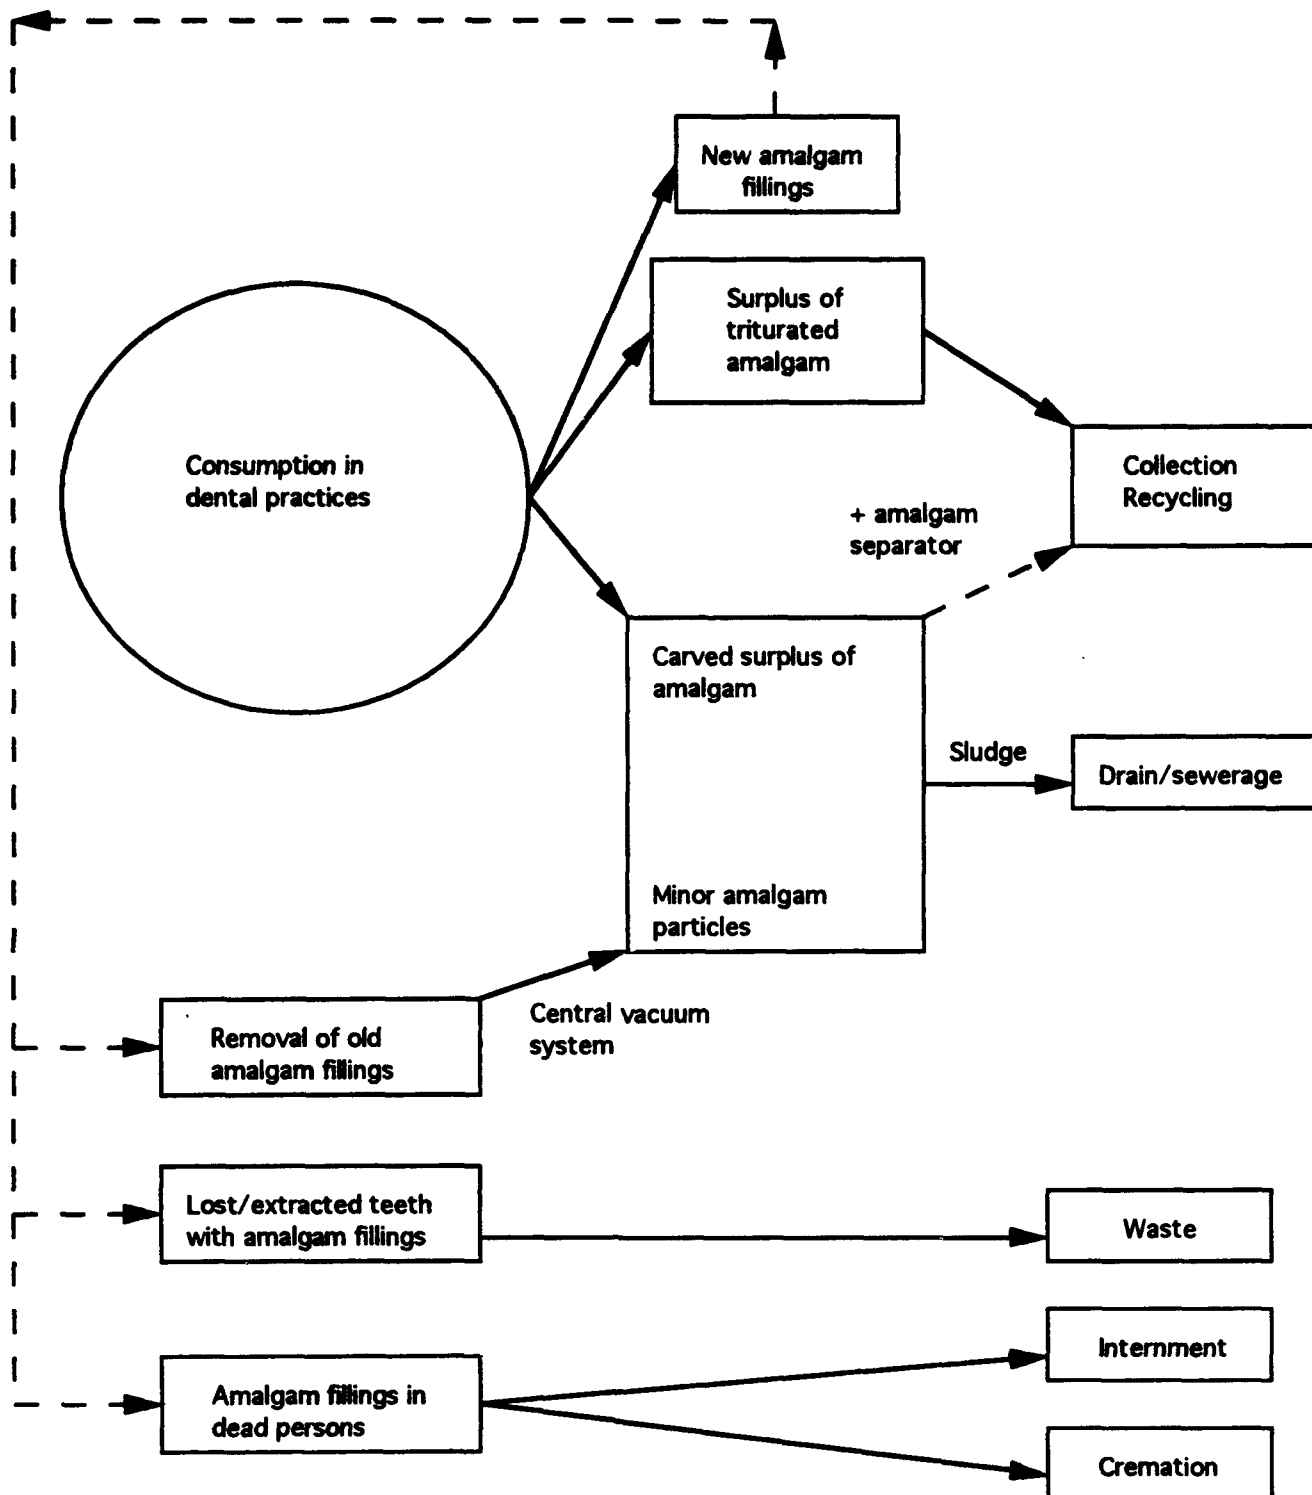 New amalgam
fillings
Surplus of
triturated
amalgam
Consumption in
dental practices
Collection
Recycling
+ amalgam
separator
Carved surplus of
amalgam
Sludge
Drain/sewerage
Minor amalgam
particles
Central vacuum
system
Removal of old
amalgam fillings
Lost/extracted teeth
with amalgam fillings
Waste
Internment
Amalgam fillings in
dead persons
Cremation